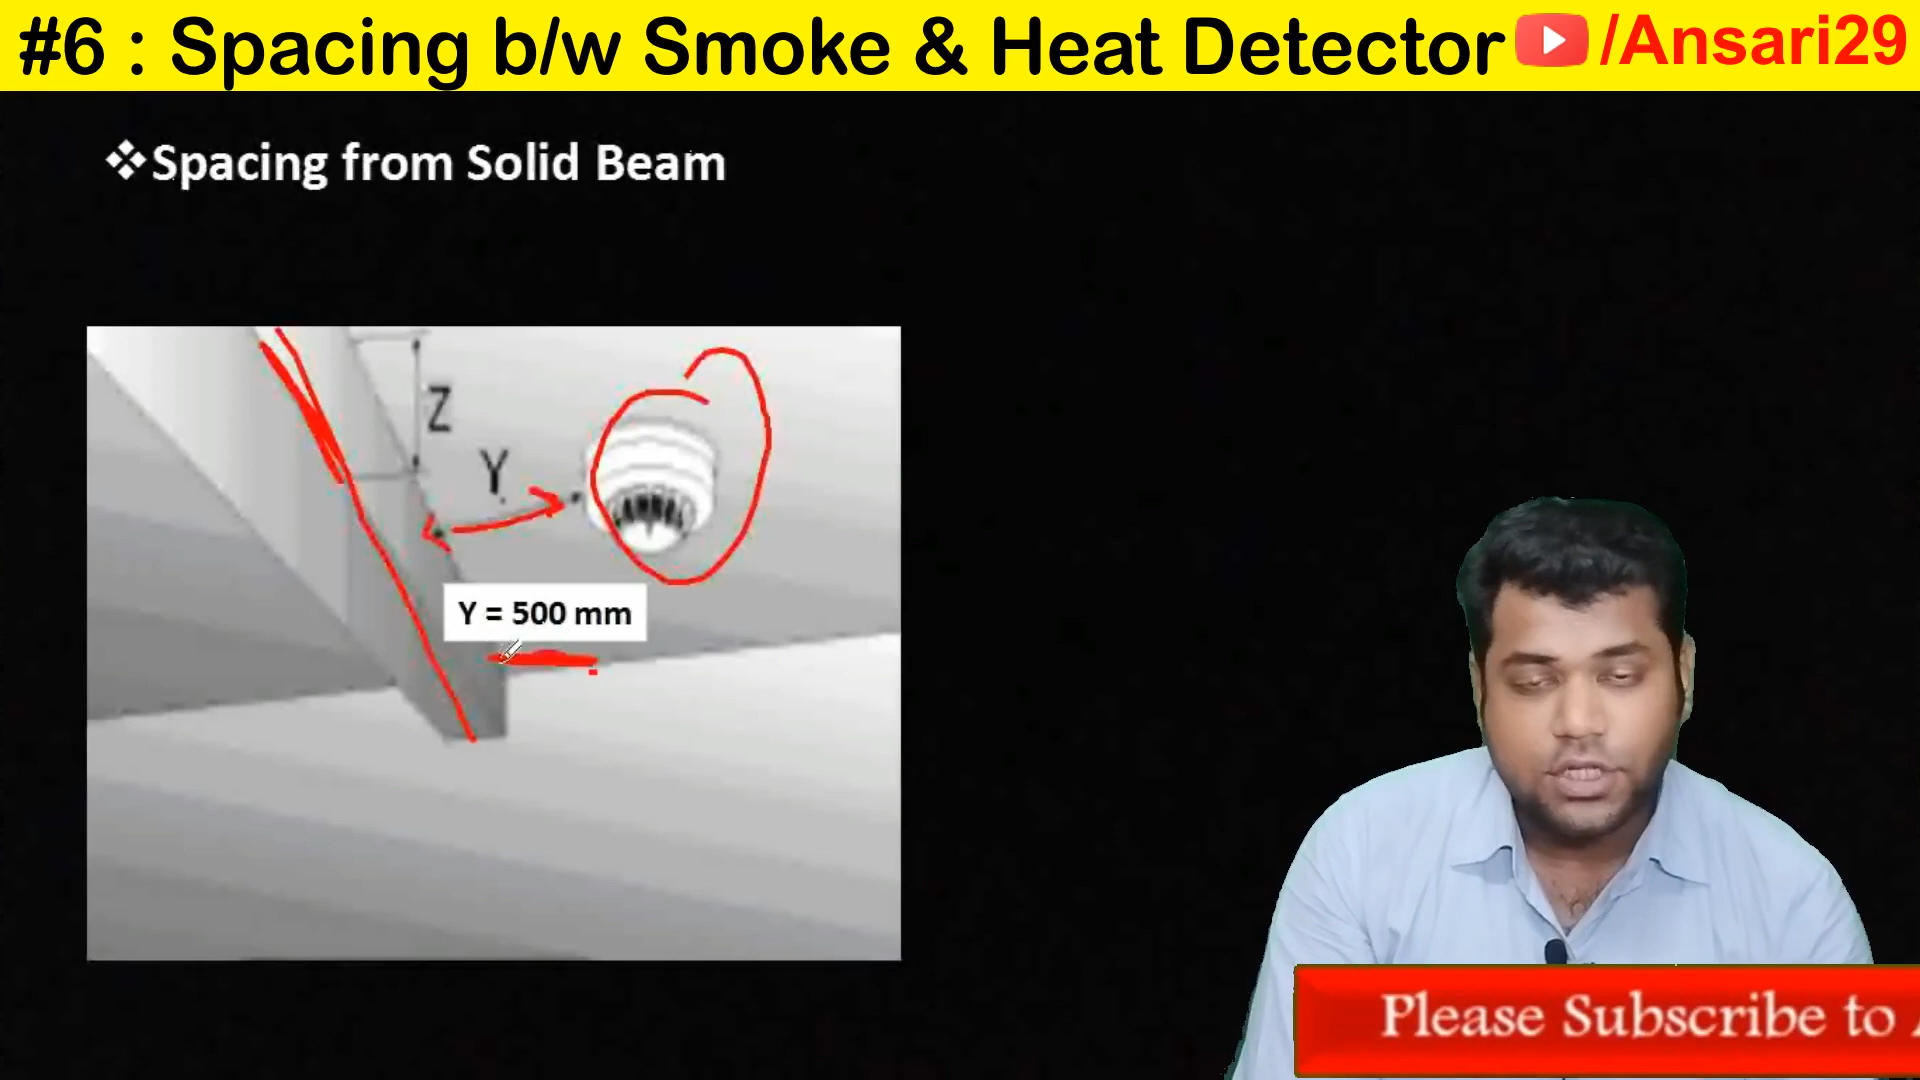 #6 : Spacing b/w Smoke & Heat Detector
/Ansari29
❖Spacing from Solid Beam
Z
Y
Y = 500 mm
Please Subscribe to